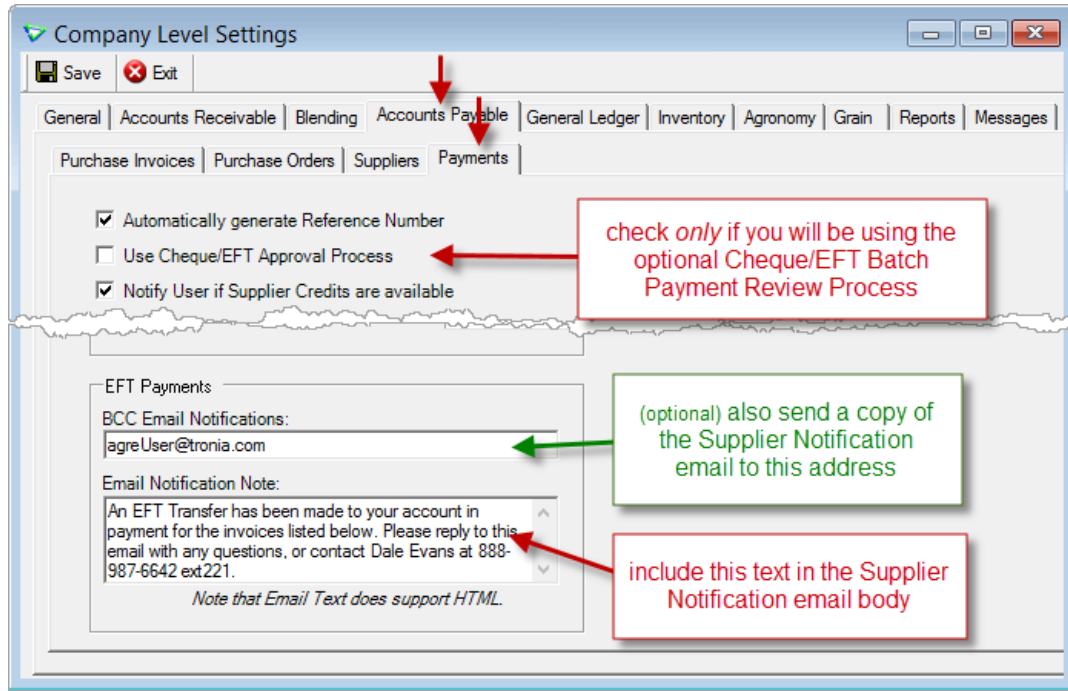 Company Level Settings
Save Exit
General Accounts Receivable Blending Accounts Payable General Ledger Inventory Agronomy Grain Reports Messages
Purchase Invoices Purchase Orders Suppliers Payments
Automatically generate Reference Number
Use Cheque/EFT Approval Process
Notify User if Supplier Credits are available
check only if you will be using the
optional Cheque/EFT Batch
Payment Review Process
EFT Payments
BCC Email Notifications:
agreUser@tronia.com
(optional) also send a copy of
the Supplier Notification
email to this address
Email Notification Note:
An EFT Transfer has been made to your account in
payment for the invoices listed below. Please reply to this
email with any questions, or contact Dale Evans at 888-
987-6642 ext221.
Note that Email Text does support HTML.
include this text in the Supplier
Notification email body